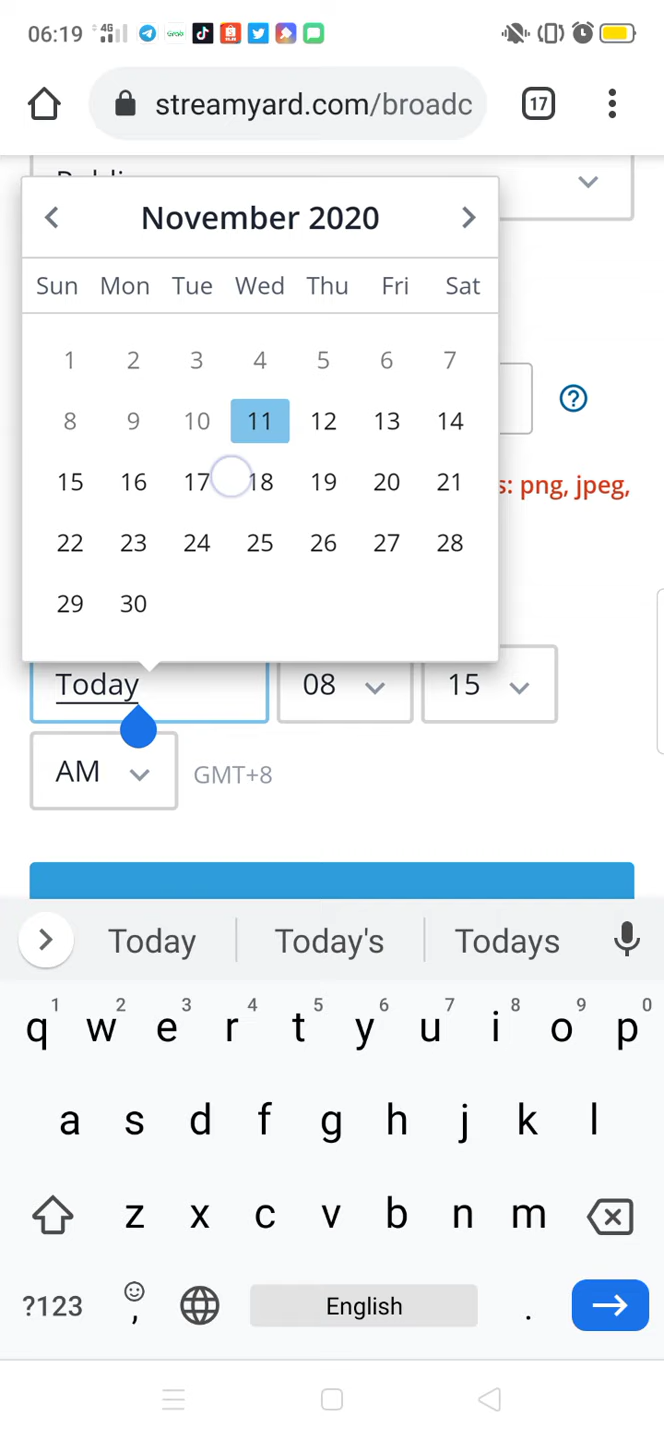 06:19 4G Grab
streamyard.com/broadc 17
November 2020
Sun Mon Tue Wed Thu Fri Sat
1 2 3 4 5 6 7
8 9 10 11 12 13 14
15 16 17 18 19 20 21
s: png, jpeg,
22 23 24 25 26 27 28
29 30
Today 08 15
AM GMT+8
Today Today's Todays
1 2 3 4 5 6 7 8 9 0
q w e r t y u i o p
a s d f g h j k l
z x c v b n m
?123 , English .